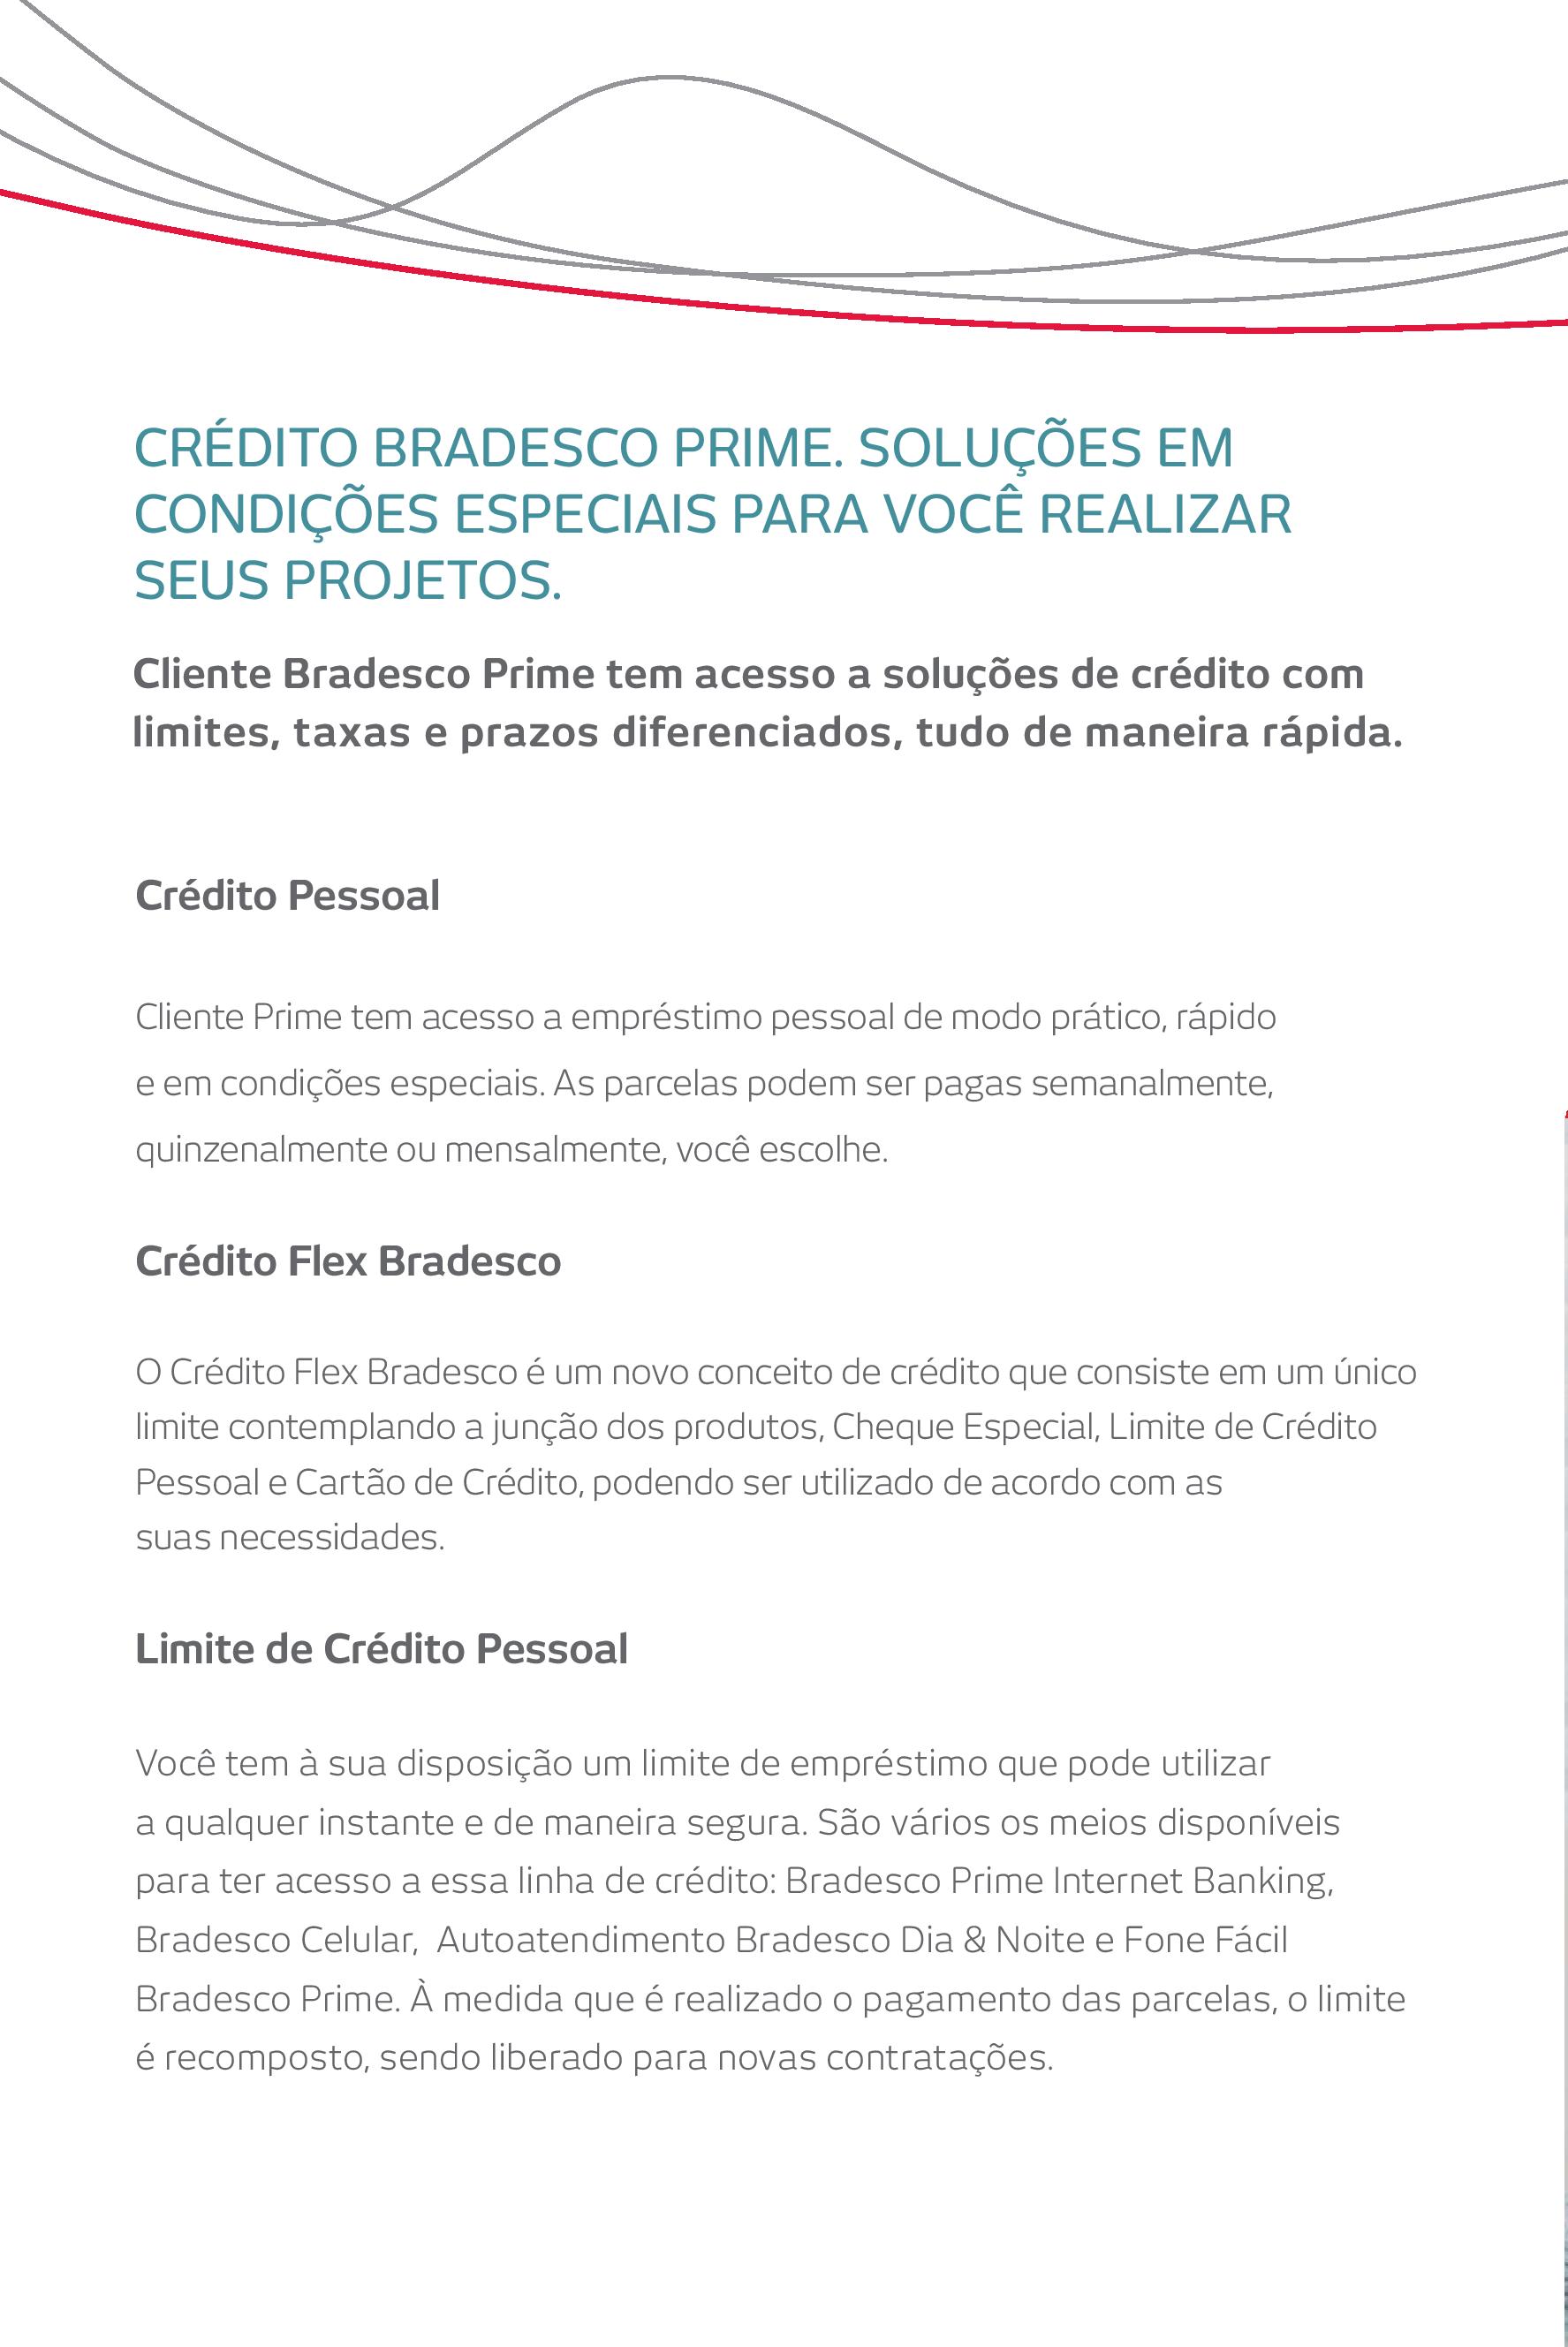 CRÉDITO BRADESCO PRIME. SOLUÇÕES EM
CONDIÇÕES ESPECIAIS PARA VOCÊ REALIZAR
SEUS PROJETOS.
Cliente Bradesco Prime tem acesso a soluções de crédito com
limites, taxas e prazos diferenciados, tudo de maneira rápida.
Crédito Pessoal
Cliente Prime tem acesso a empréstimo pessoal de modo prático, rápido
e em condições especiais. As parcelas podem ser pagas semanalmente,
quinzenalmente ou mensalmente, você escolhe.
Crédito Flex Bradesco
O Crédito Flex Bradesco é um novo conceito de crédito que consiste em um único
limite contemplando a junção dos produtos, Cheque Especial, Limite de Crédito
Pessoal e Cartão de Crédito, podendo ser utilizado de acordo com as
suas necessidades.
Limite de Crédito Pessoal
Você tem à sua disposição um limite de empréstimo que pode utilizar
a qualquer instante e de maneira segura. São vários os meios disponíveis
para ter acesso a essa linha de crédito: Bradesco Prime Internet Banking,
Bradesco Celular,  Autoatendimento Bradesco Dia & Noite e Fone Fácil
Bradesco Prime. À medida que é realizado o pagamento das parcelas, o limite
é recomposto, sendo liberado para novas contratações.